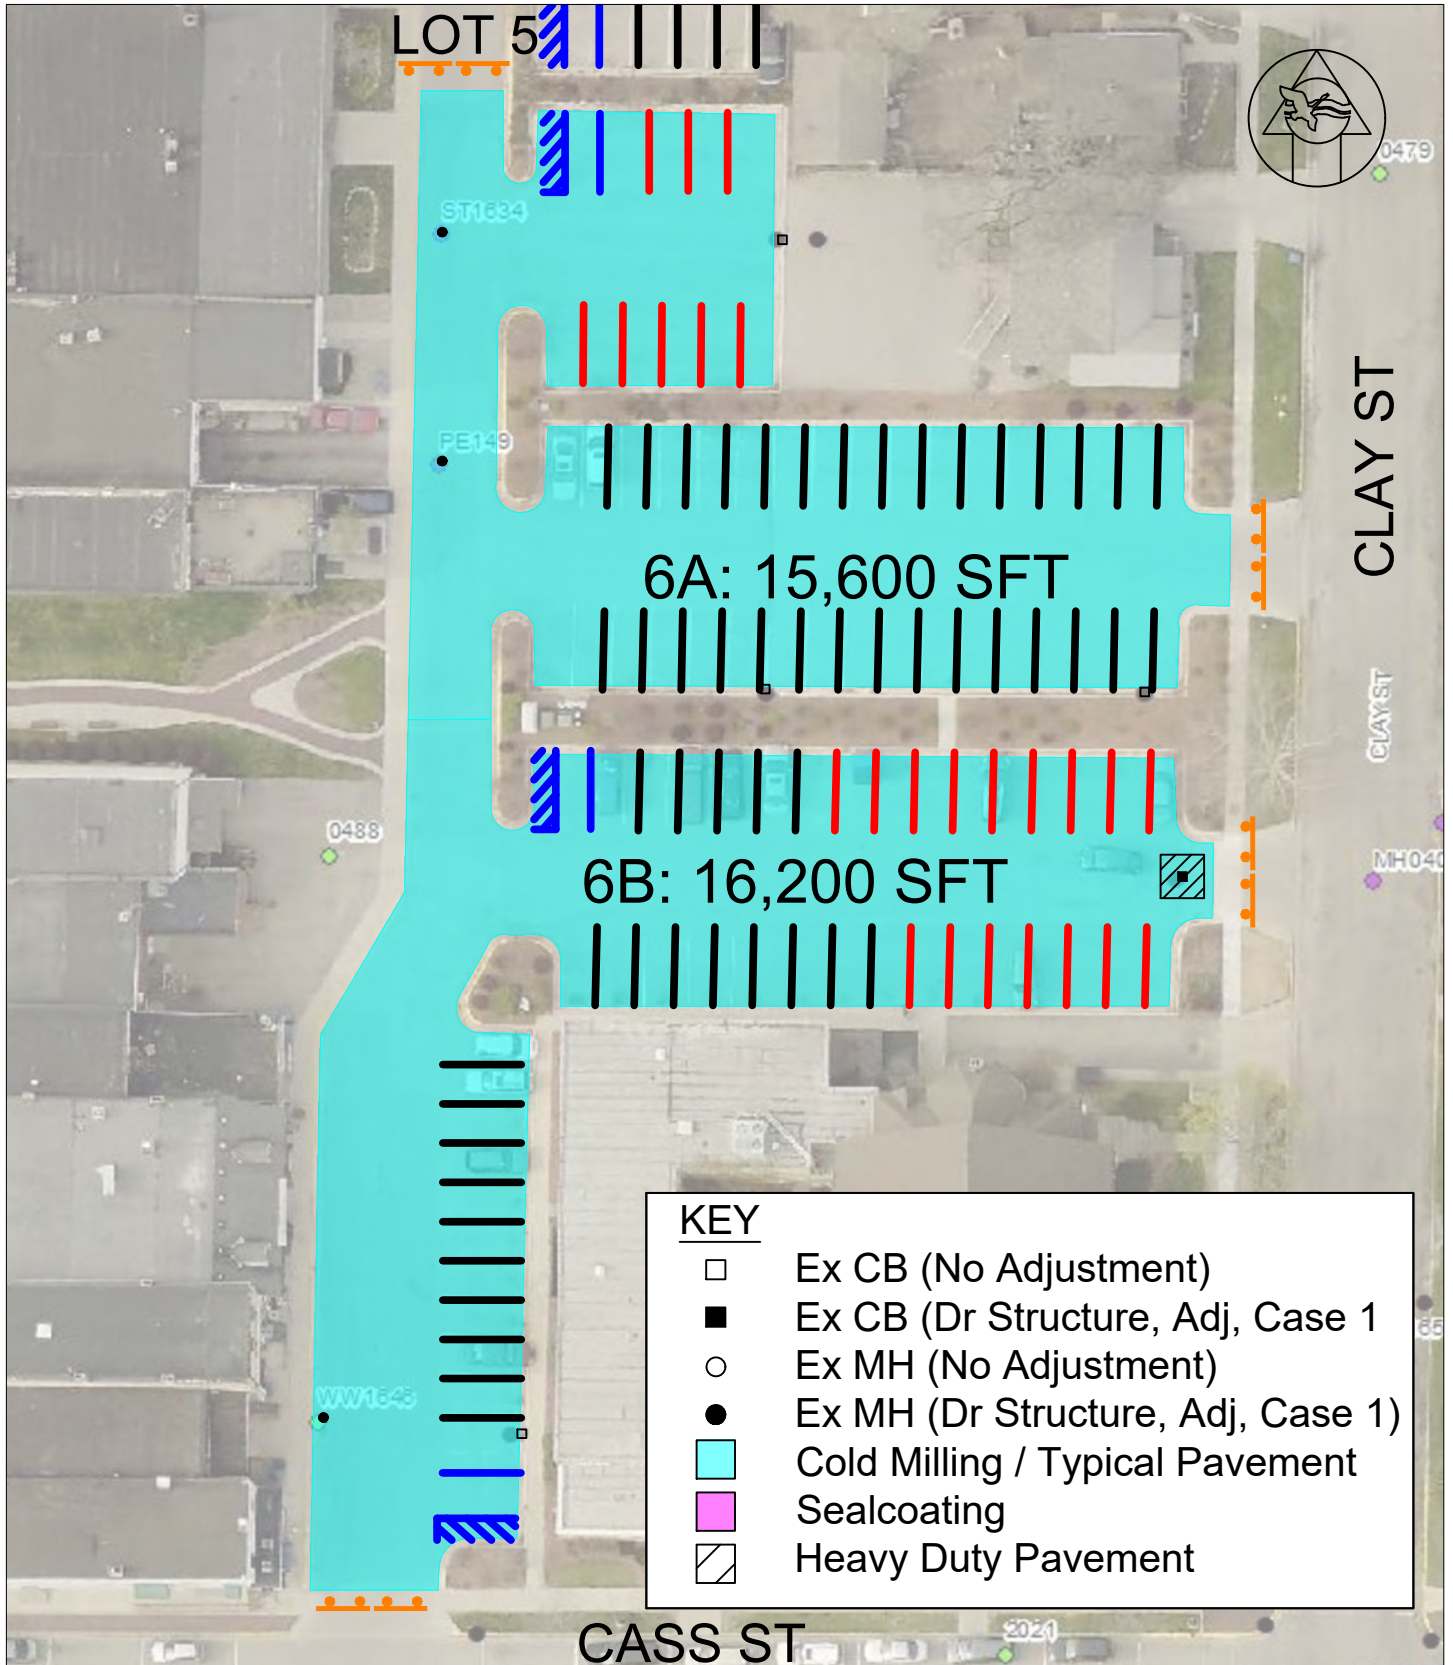 LOT 5
0479
ST1634
CLAY ST
PE149
6A: 15,600 SFT
CLAY ST
0488
MH040
6B: 16,200 SFT
KEY
Ex CB (No Adjustment)
Ex CB (Dr Structure, Adj, Case 1
65
Ex MH (No Adjustment)
WW1646
Ex MH (Dr Structure, Adj, Case 1)
Cold Milling / Typical Pavement
Sealcoating
Heavy Duty Pavement
CASS ST
2021